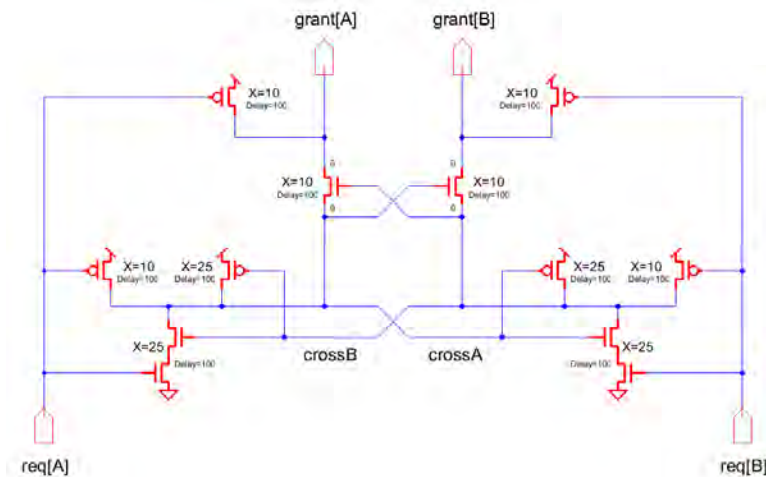 grant[A] grant[B]
X=10 X=10
Delay=100 Delay=100
0 0
X=10 X=10
Delay=100 Delay=100
0 0
X=10 X=25 X=25 X=10
Delay=100 Delay=100 Delay=100 Delay=100
X=25 X=25
Delay=100 Delay=100
crossB crossA
req[A] req[B]